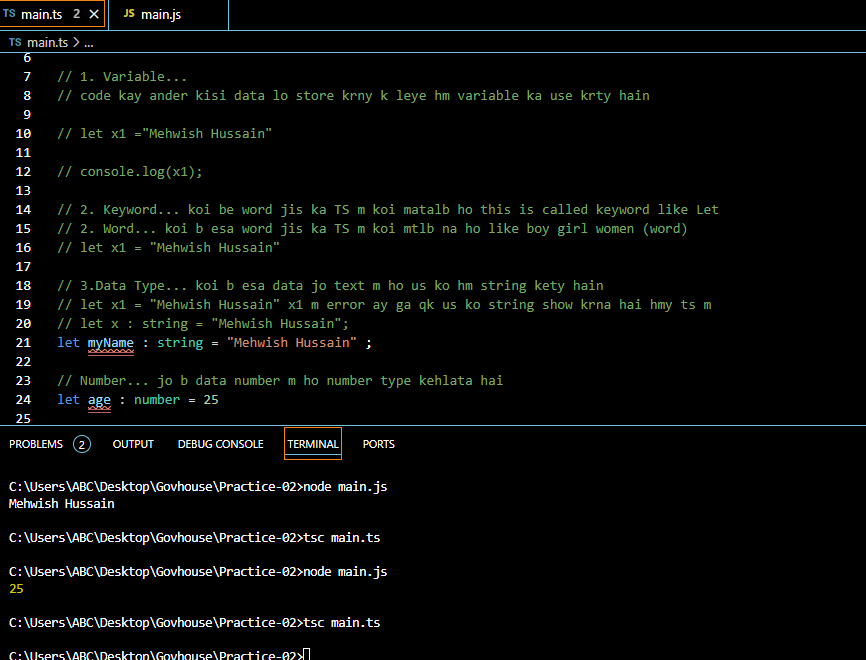 TS main.ts 2 ✕ JS main.js
TS main.ts > ...
6
7 // 1. Variable...
8 // code kay ander kisi data lo store krny k leye hm variable ka use krty hain
9
10 // let x1 ="Mehwish Hussain"
11
12 // console.log(x1);
13
14 // 2. Keyword... koi be word jis ka TS m koi matalb ho this is called keyword like Let
15 // 2. Word... koi b esa word jis ka TS m koi mtlb na ho like boy girl women (word)
16 // let x1 = "Mehwish Hussain"
17
18 // 3.Data Type... koi b esa data jo text m ho us ko hm string kety hain
19 // let x1 = "Mehwish Hussain" x1 m error ay ga qk us ko string show krna hai hmy ts m
20 // let x : string = "Mehwish Hussain";
21 let myName : string = "Mehwish Hussain" ;
22
23 // Number... jo b data number m ho number type kehlata hai
24 let age : number = 25
25
PROBLEMS 2 OUTPUT DEBUG CONSOLE TERMINAL PORTS
C:\Users\ABC\Desktop\Govhouse\Practice-02>node main.js
Mehwish Hussain
C:\Users\ABC\Desktop\Govhouse\Practice-02>tsc main.ts
C:\Users\ABC\Desktop\Govhouse\Practice-02>node main.js
25
C:\Users\ABC\Desktop\Govhouse\Practice-02>tsc main.ts
C:\Users\ABC\Desktop\Govhouse\Practice-02>